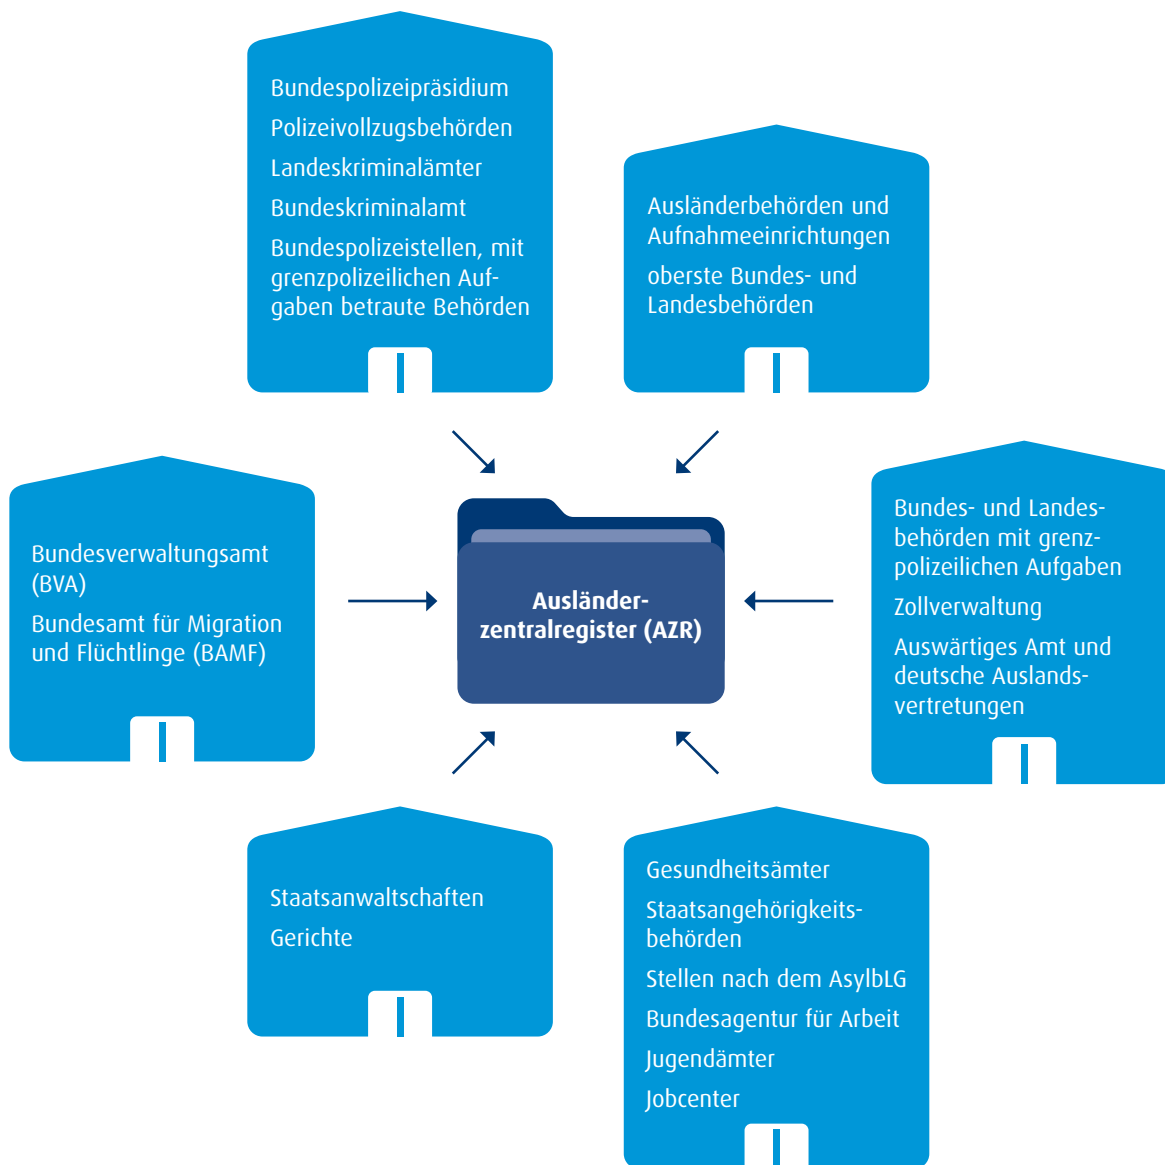 Bundespolizeipräsidium
Polizeivollzugsbehörden
Landeskriminalämter
Bundeskriminalamt
Bundespolizeistellen, mit
grenzpolizeilichen Auf-
gaben betraute Behörden
Ausländerbehörden und
Aufnahmeeinrichtungen
oberste Bundes- und
Landesbehörden
Bundesverwaltungsamt
(BVA)
Bundesamt für Migration
und Flüchtlinge (BAMF)
Ausländer-
zentralregister (AZR)
Bundes- und Landes-
behörden mit grenz-
polizeilichen Aufgaben
Zollverwaltung
Auswärtiges Amt und
deutsche Auslands-
vertretungen
Staatsanwaltschaften
Gerichte
Gesundheitsämter
Staatsangehörigkeits-
behörden
Stellen nach dem AsylbLG
Bundesagentur für Arbeit
Jugendämter
Jobcenter